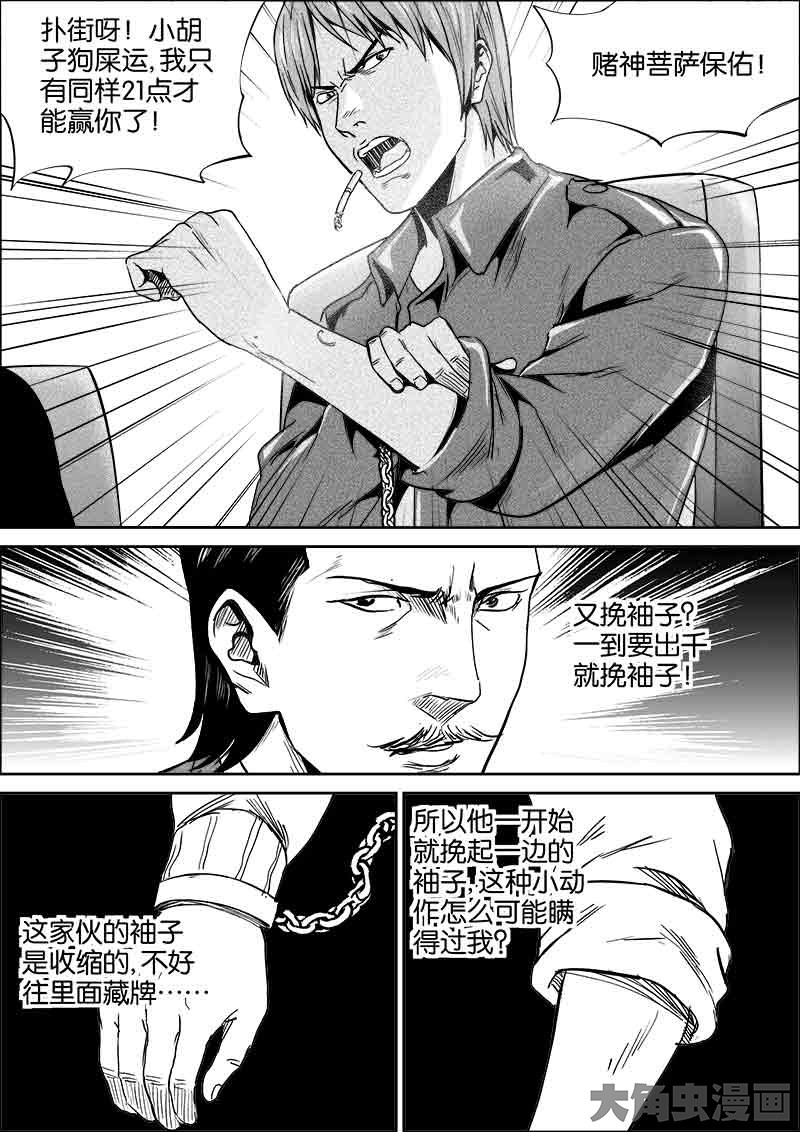 扑街呀！小胡
子狗屎运,我只
有同样21点才
能赢你了！
赌神菩萨保佑！
又挽袖子？
一到要出千
就挽袖子！
这家伙的袖子
是收缩的,不好
往里面藏牌……
所以他一开始
就挽起一边的
袖子,这种小动
作怎么可能瞒
得过我？
大角虫漫画